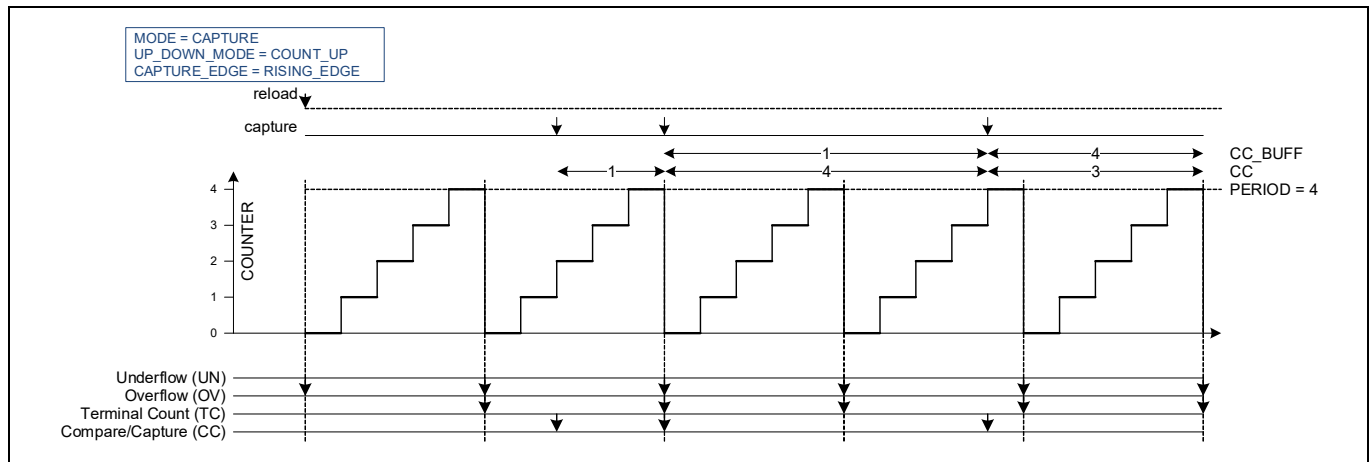 MODE = CAPTURE
UP_DOWN_MODE = COUNT_UP
CAPTURE_EDGE = RISING_EDGE
reload
capture
1 4 CC_BUFF
1 4 3 CC
PERIOD = 4
4
3
2
1
0
COUNTER
Underflow (UN)
Overflow (OV)
Terminal Count (TC)
Compare/Capture (CC)